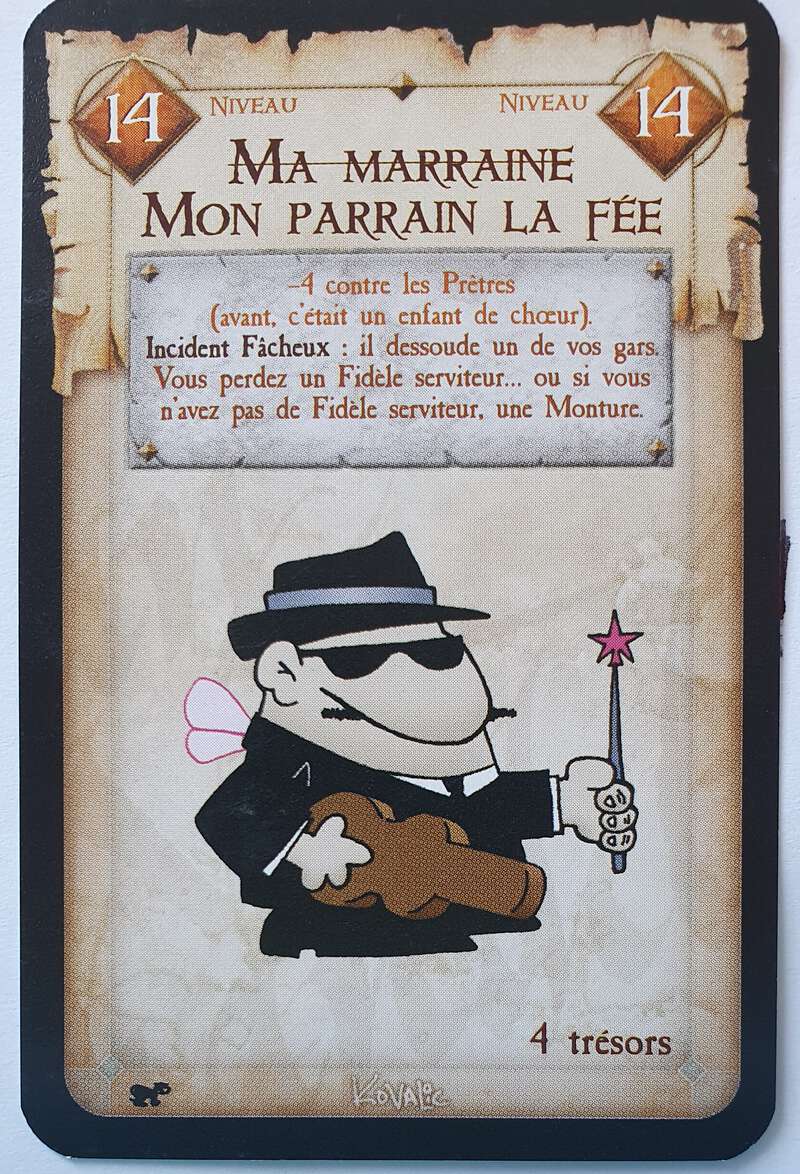 14 NIVEAU NIVEAU 14
MA MARRAINE
MON PARRAIN LA FÉE
–4 contre les Prêtres
(avant, c'était un enfant de chœur).
Incident Fâcheux : il dessoude un de vos gars.
Vous perdez un Fidèle serviteur... ou si vous
n'avez pas de Fidèle serviteur, une Monture.
4 trésors
KOVALIC